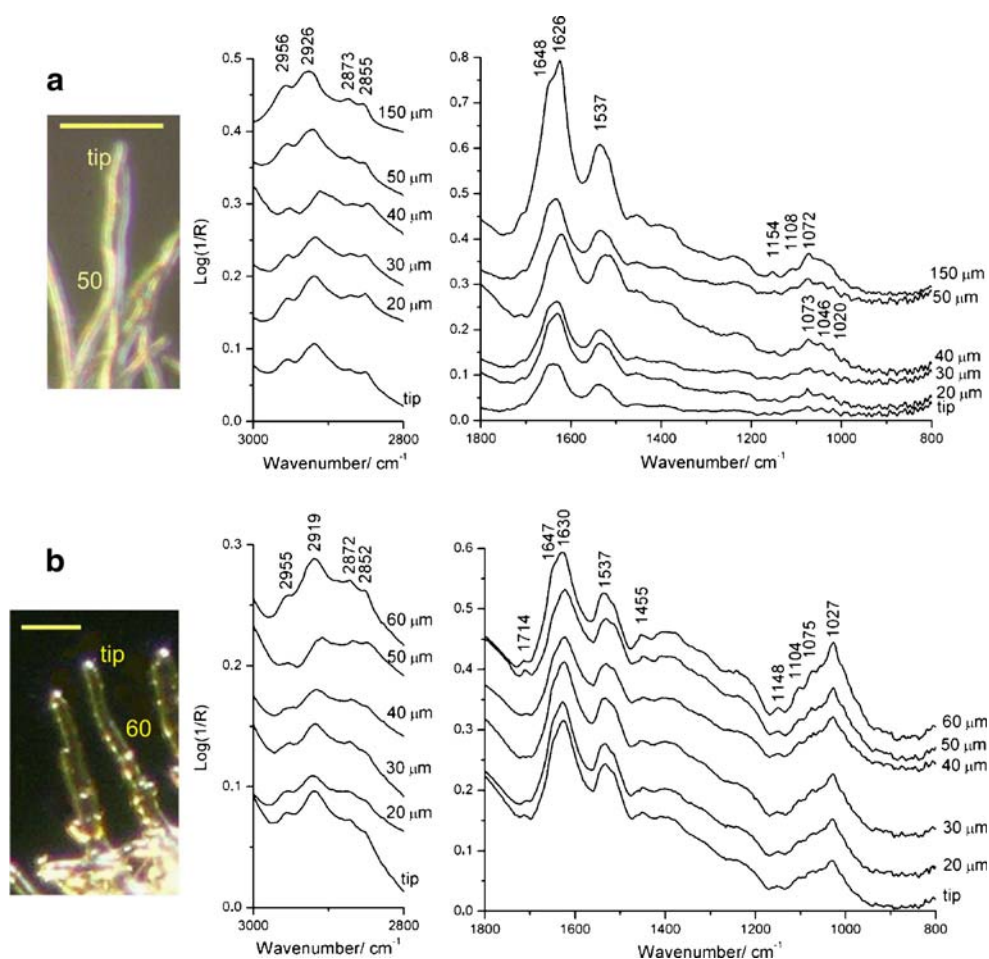 a
tip
50
2956 2926 2873 2855
0.5
0.4
0.3
0.2
0.1
0.0
Log(1/R)
150 μm
50 μm
40 μm
30 μm
20 μm
tip
3000 2800
Wavenumber/ cm-1
1648 1626 1537 1154 1108 1072
0.8
0.7
0.6
0.5
0.4
0.3
0.2
0.1
0.0
150 μm
50 μm
1073 1046 1020
40 μm
30 μm
20 μm
tip
1800 1600 1400 1200 1000 800
Wavenumber/ cm-1
b
tip
60
2955 2919 2872 2852
0.3
0.2
0.1
0.0
Log(1/R)
60 μm
50 μm
40 μm
30 μm
20 μm
tip
3000 2800
Wavenumber/ cm-1
1714 1647 1630 1537 1455 1148 1104 1075 1027
0.6
0.5
0.4
0.3
0.2
0.1
0.0
60 μm
50 μm
40 μm
30 μm
20 μm
tip
1800 1600 1400 1200 1000 800
Wavenumber/ cm-1